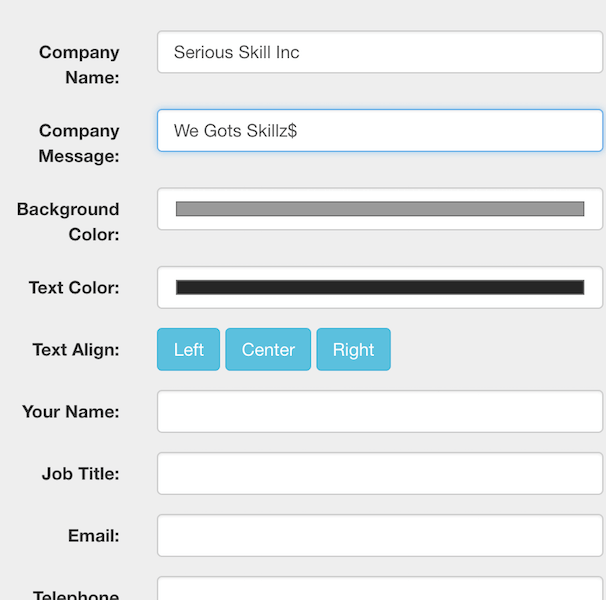 Company
Name:
Serious Skill Inc
Company
Message:
We Gots Skillz$
Background
Color:
Text Color:
Text Align:
Left
Center
Right
Your Name:
Job Title:
Email:
Telephone